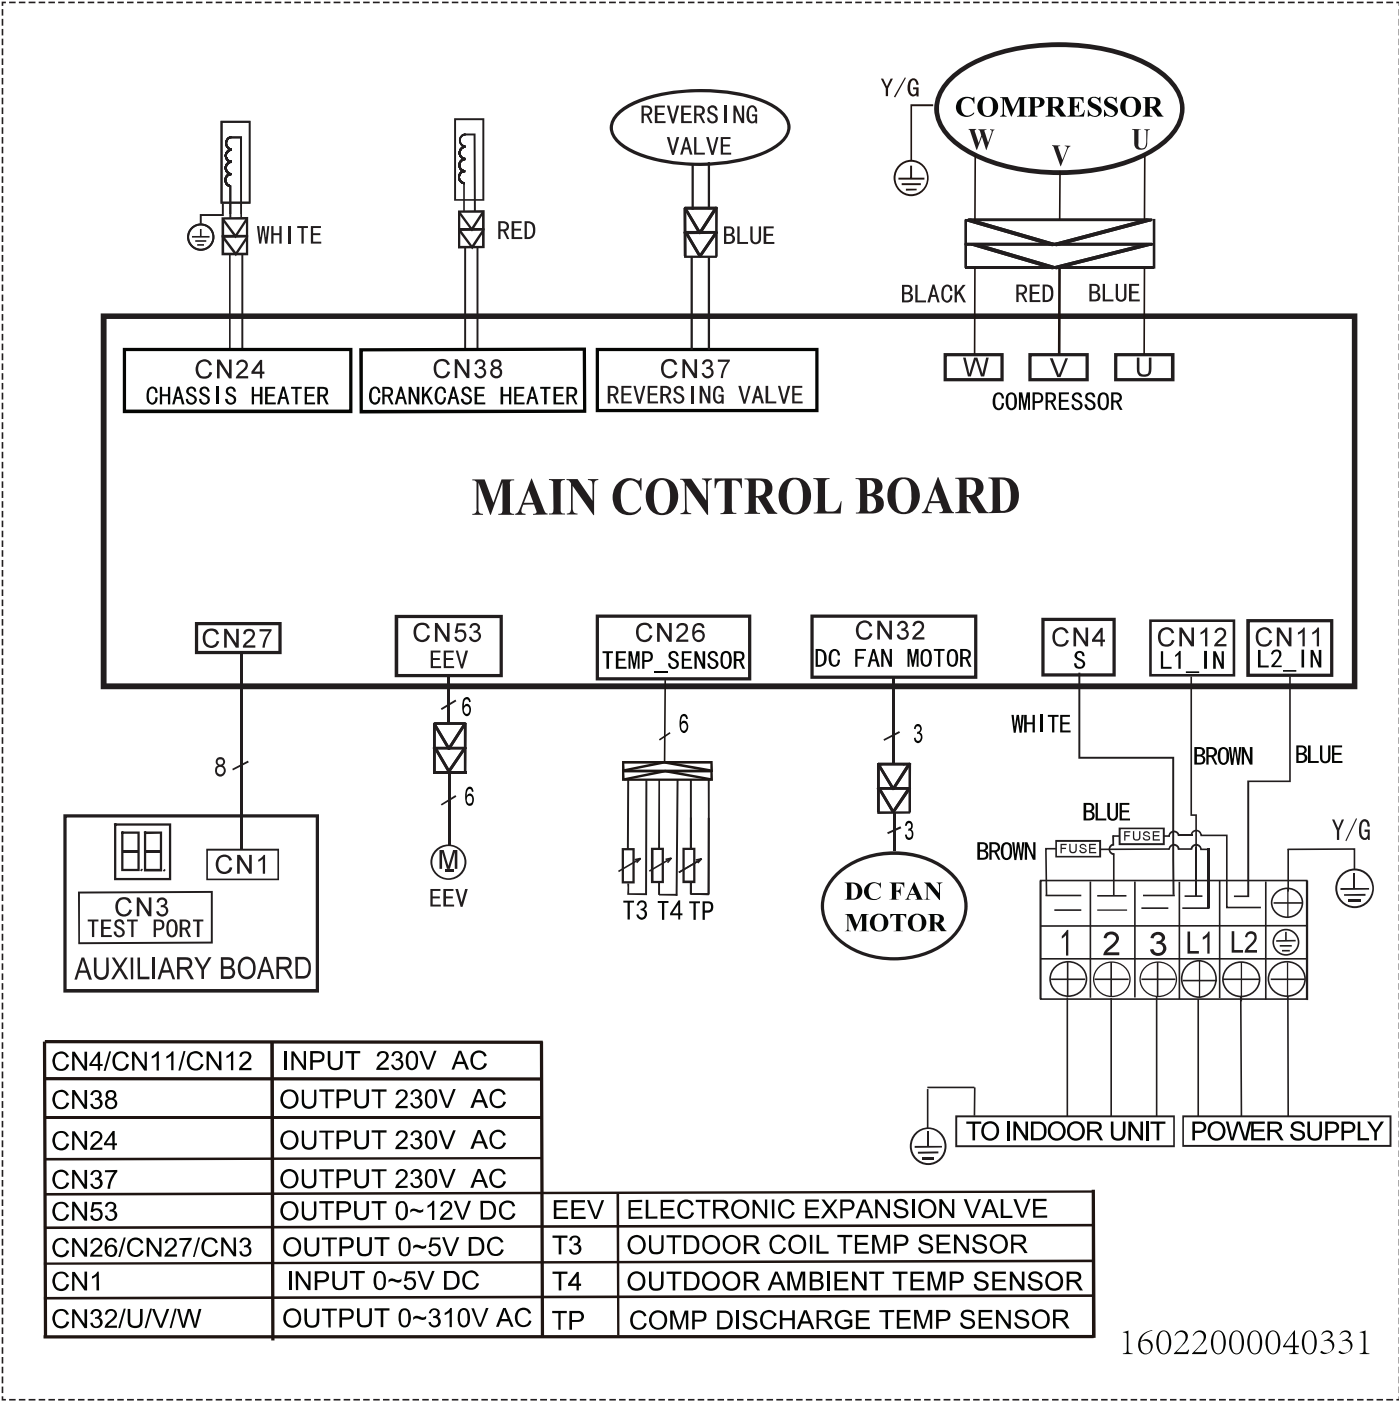 Y/G
COMPRESSOR
W V U
REVERSING
VALVE
WHITE
RED
BLUE
BLACK RED BLUE
CN24
CHASSIS HEATER
CN38
CRANKCASE HEATER
CN37
REVERSING VALVE
W V U
COMPRESSOR
MAIN CONTROL BOARD
CN27
CN53
EEV
CN26
TEMP_SENSOR
CN32
DC FAN MOTOR
CN4
S
CN12
L1_IN
CN11
L2_IN
8
6
6
M
EEV
6
T3 T4 TP
3
3
DC FAN
MOTOR
WHITE
BROWN
BLUE
BLUE
FUSE
BROWN
FUSE
Y/G
1 2 3 L1 L2
CN1
CN3
TEST PORT
AUXILIARY BOARD
TO INDOOR UNIT
POWER SUPPLY
CN4/CN11/CN12 INPUT 230V AC
CN38 OUTPUT 230V AC
CN24 OUTPUT 230V AC
CN37 OUTPUT 230V AC
CN53 OUTPUT 0~12V DC EEV ELECTRONIC EXPANSION VALVE
CN26/CN27/CN3 OUTPUT 0~5V DC T3 OUTDOOR COIL TEMP SENSOR
CN1 INPUT 0~5V DC T4 OUTDOOR AMBIENT TEMP SENSOR
CN32/U/V/W OUTPUT 0~310V AC TP COMP DISCHARGE TEMP SENSOR
16022000040331